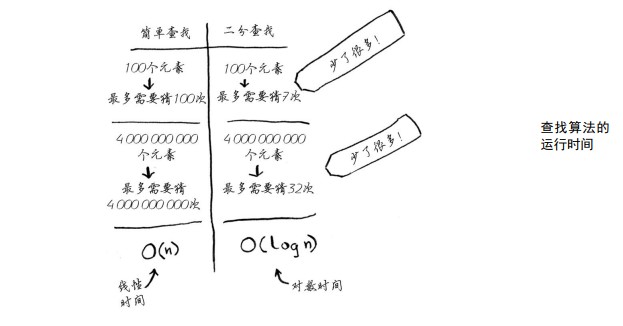 简单查找
二分查找
100个元素
最多需要猜100次
100个元素
最多需要猜7次
少了很多!
4 000 000 000
个元素
最多需要猜
4 000 000 000次
4 000 000 000
个元素
最多需要猜32次
少了很多!
O(n)
O(log n)
线性
时间
对数时间
查找算法的
运行时间